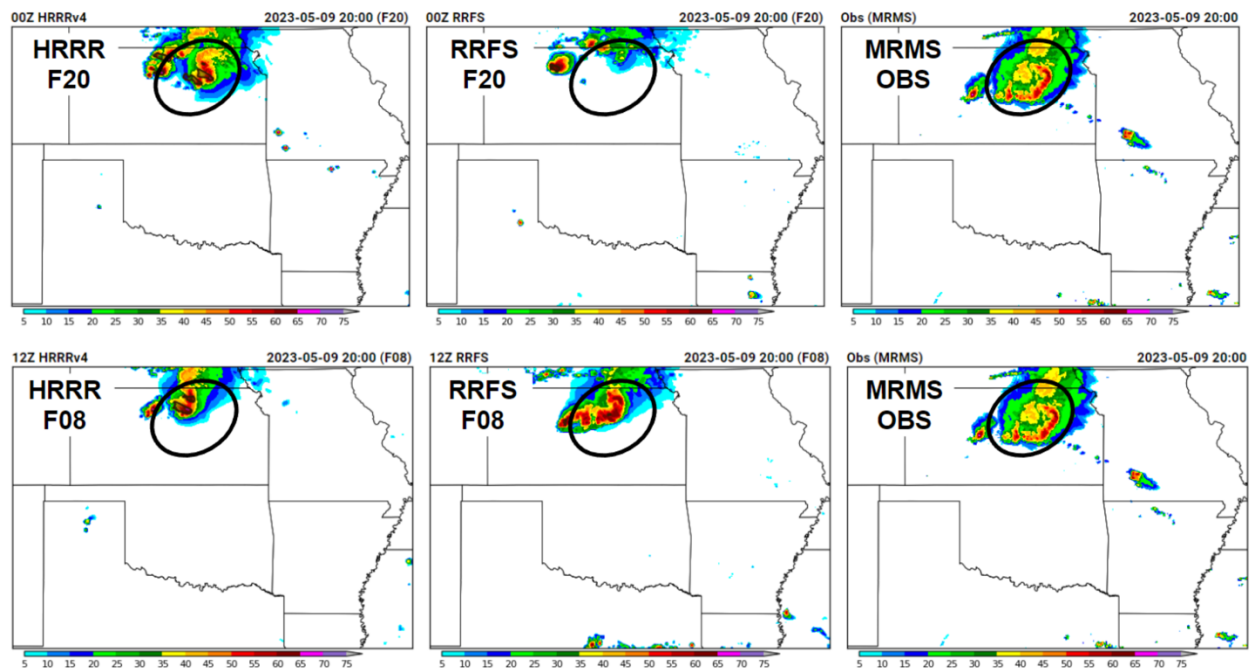 00Z HRRRv4 2023-05-09 20:00 (F20)
HRRR
F20
5 10 15 20 25 30 35 40 45 50 55 60 65 70 75
00Z RRFS 2023-05-09 20:00 (F20)
RRFS
F20
5 10 15 20 25 30 35 40 45 50 55 60 65 70 75
Obs (MRMS) 2023-05-09 20:00
MRMS
OBS
5 10 15 20 25 30 35 40 45 50 55 60 65 70 75
12Z HRRRv4 2023-05-09 20:00 (F08)
HRRR
F08
5 10 15 20 25 30 35 40 45 50 55 60 65 70 75
12Z RRFS 2023-05-09 20:00 (F08)
RRFS
F08
5 10 15 20 25 30 35 40 45 50 55 60 65 70 75
Obs (MRMS) 2023-05-09 20:00
MRMS
OBS
5 10 15 20 25 30 35 40 45 50 55 60 65 70 75